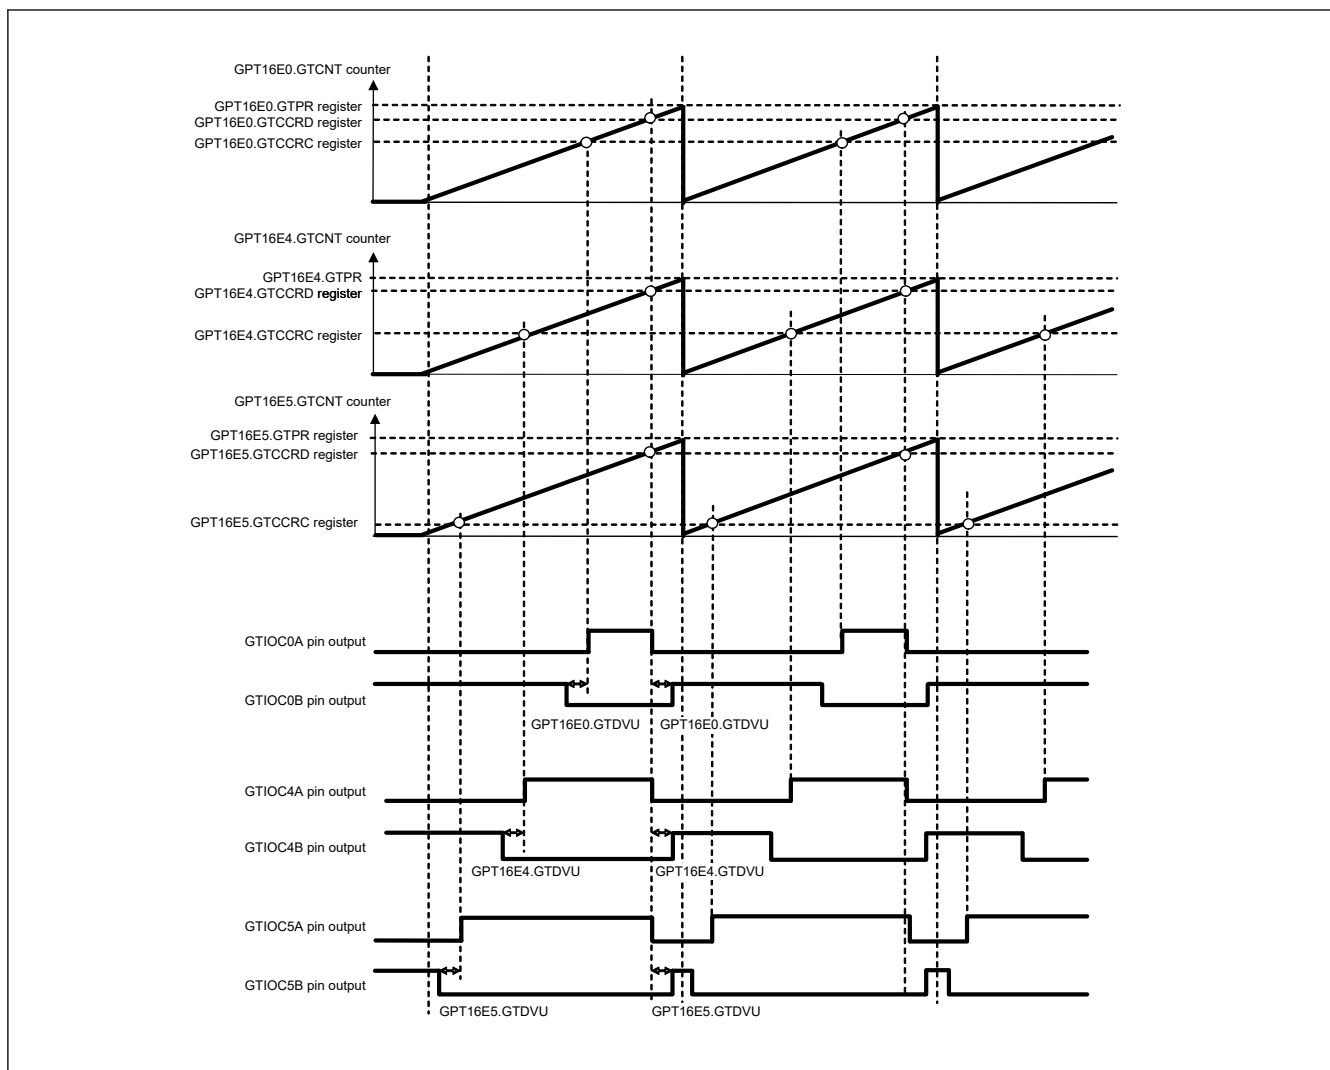 GPT16E0.GTCNT counter
GPT16E0.GTPR register
GPT16E0.GTCCRD register
GPT16E0.GTCCRC register
GPT16E4.GTCNT counter
GPT16E4.GTPR
GPT16E4.GTCCRD register
GPT16E4.GTCCRC register
GPT16E5.GTCNT counter
GPT16E5.GTPR register
GPT16E5.GTCCRD register
GPT16E5.GTCCRC register
GTIOC0A pin output
GTIOC0B pin output
GPT16E0.GTDVU GPT16E0.GTDVU
GTIOC4A pin output
GTIOC4B pin output
GPT16E4.GTDVU GPT16E4.GTDVU
GTIOC5A pin output
GTIOC5B pin output
GPT16E5.GTDVU GPT16E5.GTDVU